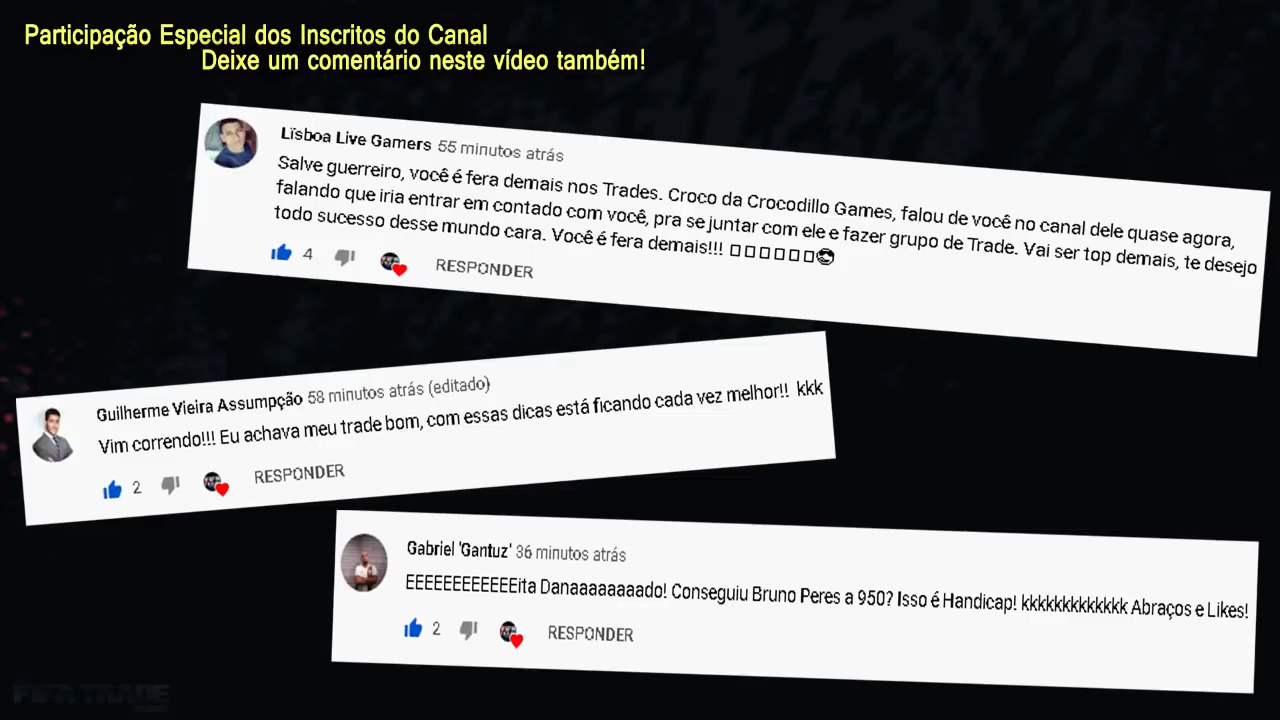 Participação Especial dos Inscritos do Canal
Deixe um comentário neste vídeo também!
Lïsboa Live Gamers 55 minutos atrás
Salve guerreiro, você é fera demais nos Trades. Croco da Crocodillo Games, falou de você no canal dele quase agora,
falando que iria entrar em contado com você, pra se juntar com ele e fazer grupo de Trade. Vai ser top demais, te desejo
todo sucesso desse mundo cara. Você é fera demais!!! □□□□□□😎
4 RESPONDER
Guilherme Vieira Assumpção 58 minutos atrás (editado)
Vim correndo!!! Eu achava meu trade bom, com essas dicas está ficando cada vez melhor!! kkk
2 RESPONDER
Gabriel 'Gantuz' 36 minutos atrás
EEEEEEEEEEEEita Danaaaaaaaaado! Conseguiu Bruno Peres a 950? Isso é Handicap! kkkkkkkkkkkkk Abraços e Likes!
2 RESPONDER
FIFA TRADE